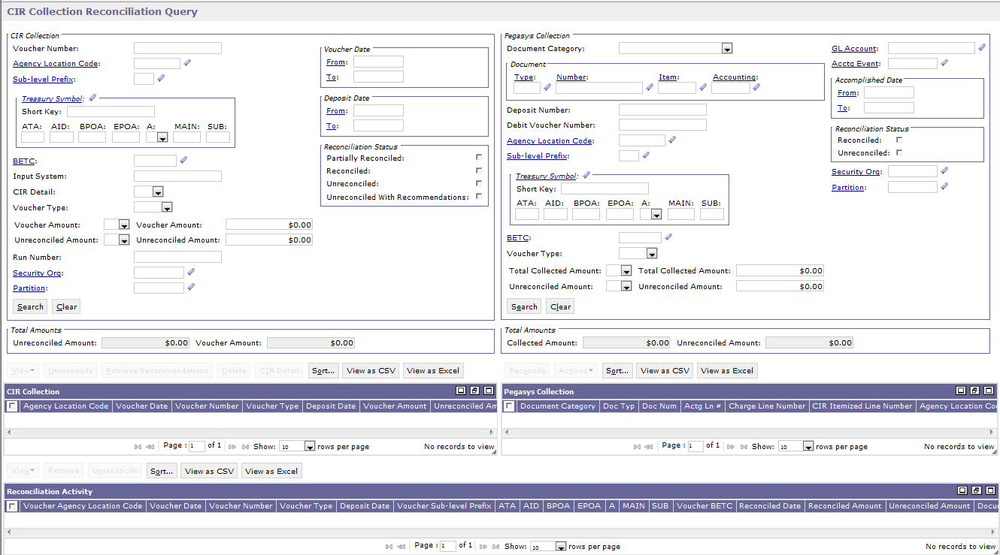 CIR Collection Reconciliation Query
CIR Collection
Voucher Number:
Agency Location Code:
Sub-level Prefix:
Treasury Symbol:
Short Key:
ATA: AID: BPOA: EPOA: A: MAIN: SUB:
BETC:
Input System:
CIR Detail:
Voucher Type:
Voucher Amount: Voucher Amount: $0.00
Unreconciled Amount: Unreconciled Amount: $0.00
Run Number:
Security Org:
Partition:
Search Clear
Voucher Date
From:
To:
Deposit Date
From:
To:
Reconciliation Status
Partially Reconciled:
Reconciled:
Unreconciled:
Unreconciled With Recommendations:
Pegasys Collection
Document Category:
Document
Type: Number: Item: Accounting:
Deposit Number:
Debit Voucher Number:
Agency Location Code:
Sub-level Prefix:
Treasury Symbol:
Short Key:
ATA: AID: BPOA: EPOA: A: MAIN: SUB:
BETC:
Voucher Type:
Total Collected Amount: Total Collected Amount: $0.00
Unreconciled Amount: Unreconciled Amount: $0.00
Search Clear
GL Account:
Acctg Event:
Accomplished Date
From:
To:
Reconciliation Status
Reconciled:
Unreconciled:
Security Org:
Partition:
Total Amounts
Unreconciled Amount: $0.00 Voucher Amount: $0.00
Total Amounts
Collected Amount: $0.00 Unreconciled Amount: $0.00
View Unreconcile Retrieve Recommendations Delete CIR Detail Sort... View as CSV View as Excel
Reconcile Actions Sort... View as CSV View as Excel
CIR Collection
Agency Location Code Voucher Date Voucher Number Voucher Type Deposit Date Voucher Amount Unreconciled Am
Page : 1 of 1 Show: 10 rows per page No records to view
Pegasys Collection
Document Category Doc Typ Doc Num Actg Ln # Charge Line Number CIR Itemized Line Number Agency Location Co
Page : 1 of 1 Show: 10 rows per page No records to view
View Retrieve Unreconcile Sort... View as CSV View as Excel
Reconciliation Activity
Voucher Agency Location Code Voucher Date Voucher Number Voucher Type Deposit Date Voucher Sub-level Prefix ATA AID BPOA EPOA A MAIN SUB Voucher BETC Reconciled Date Reconciled Amount Unreconciled Amount Docu
Page : 1 of 1 Show: 10 rows per page No records to view